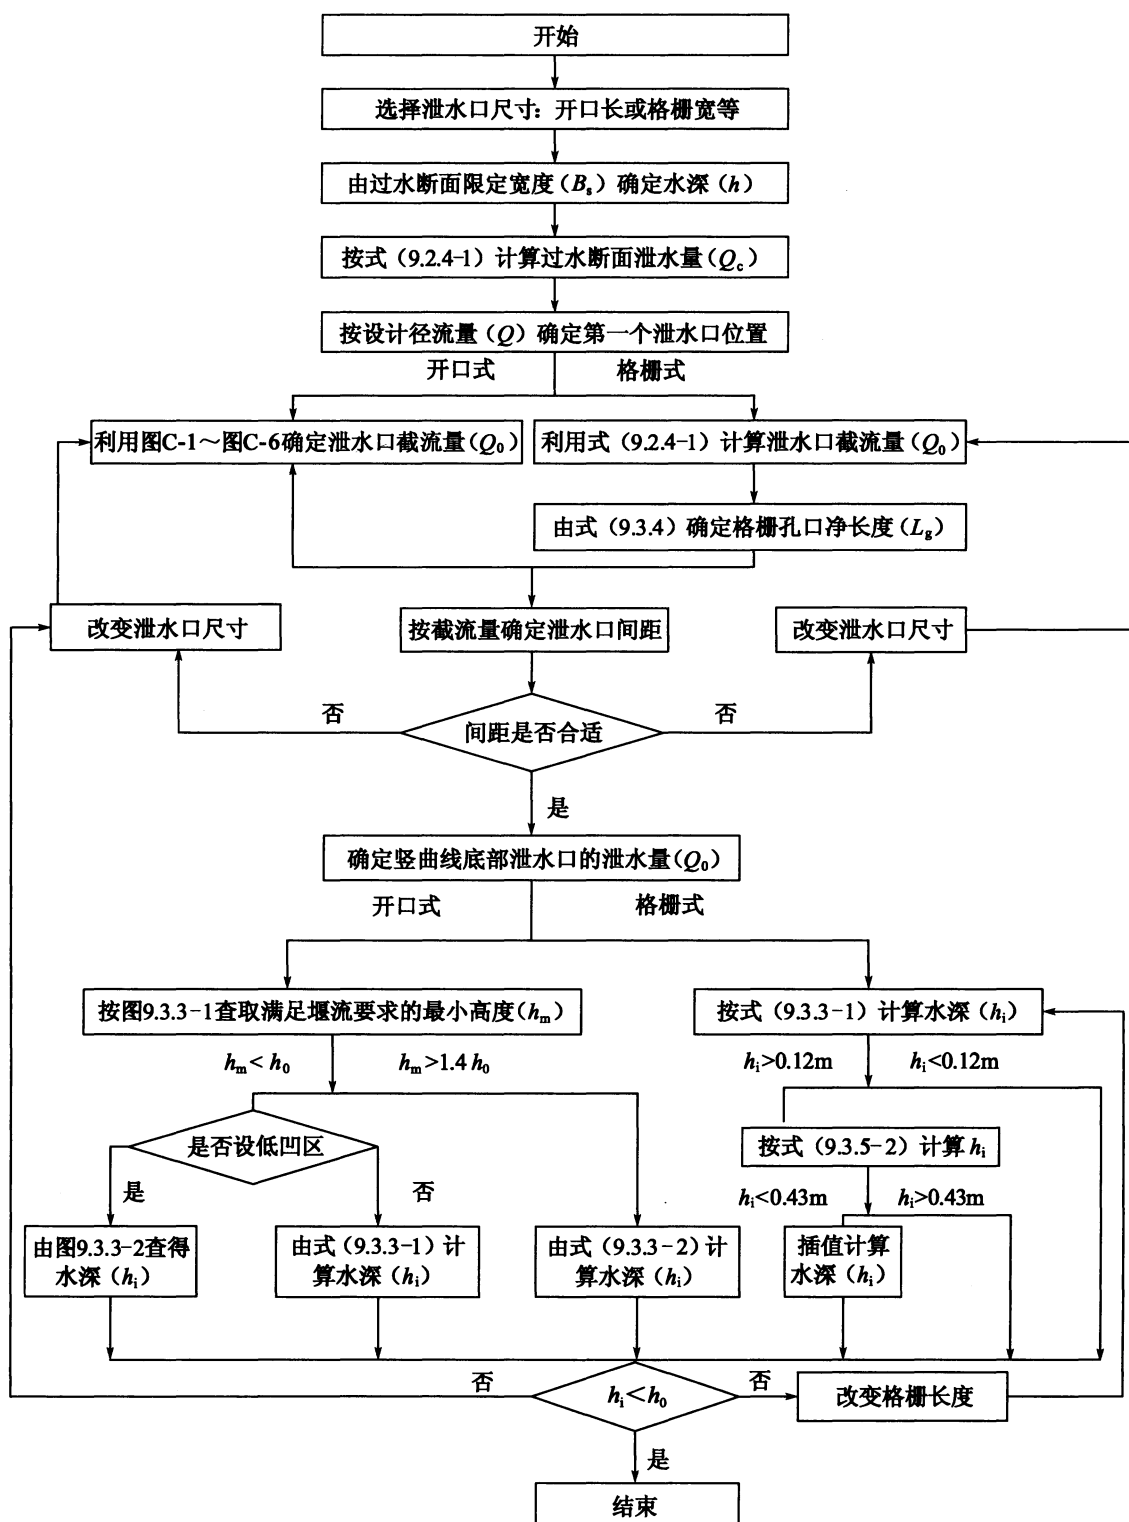 开始
选择泄水口尺寸：开口长或格栅宽等
由过水断面限定宽度（Bs）确定水深（h）
按式（9.2.4-1）计算过水断面泄水量（Qc）
按设计径流量（Q）确定第一个泄水口位置
开口式
格栅式
利用图C-1～图C-6确定泄水口截流量（Q0）
利用式（9.2.4-1）计算泄水口截流量（Q0）
由式（9.3.4）确定格栅孔口净长度（Lg）
改变泄水口尺寸
按截流量确定泄水口间距
改变泄水口尺寸
否
间距是否合适
否
是
确定竖曲线底部泄水口的泄水量（Q0）
开口式
格栅式
按图9.3.3-1查取满足堰流要求的最小高度（hm）
按式（9.3.3-1）计算水深（hi）
hm< h0
hm>1.4 h0
hi>0.12m
hi<0.12m
是否设低凹区
按式（9.3.5-2）计算 hi
是
否
hi<0.43m
hi>0.43m
由图9.3.3-2查得
水深（hi）
由式（9.3.3-1）计
算水深（hi）
由式（9.3.3-2）计
算水深（hi）
插值计算
水深（hi）
否
hi＜h0
否
改变格栅长度
是
结束